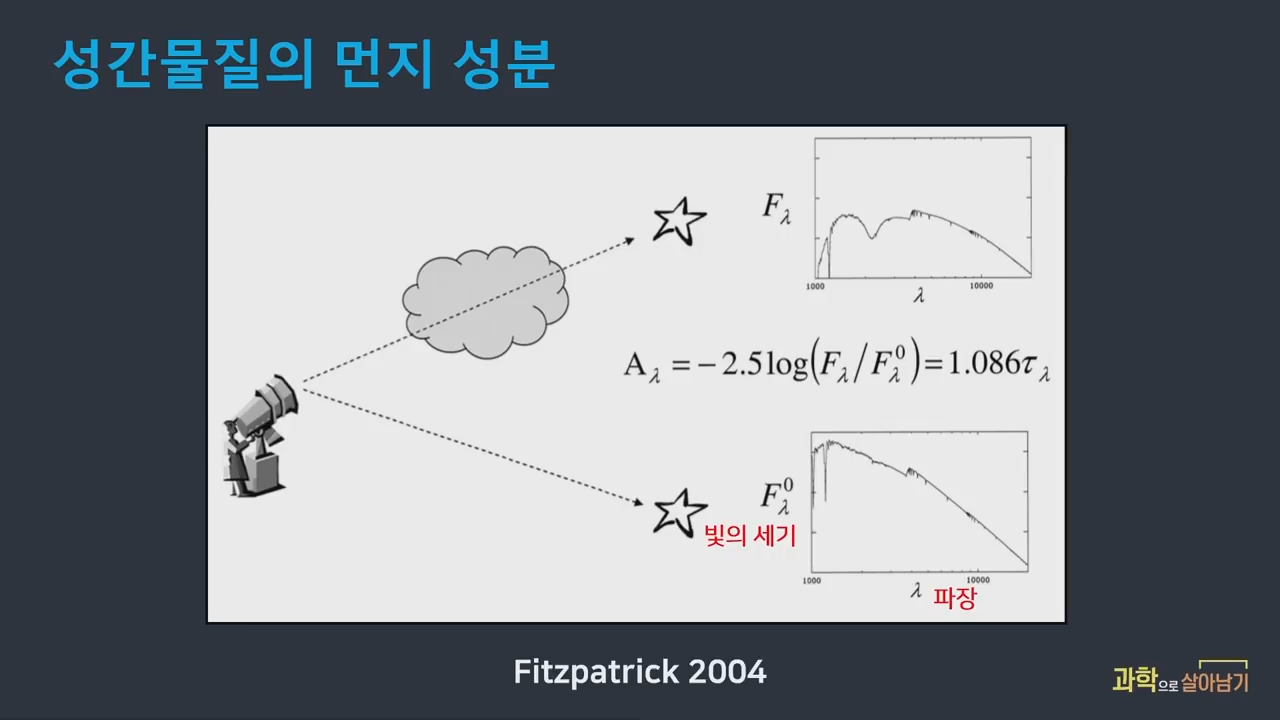 성간물질의 먼지 성분
F_λ
1000 10000
λ
A_λ = − 2.5 log(F_λ / F_λ^0) = 1.086τ_λ
F_λ^0
빛의 세기
1000 10000
λ 파장
Fitzpatrick 2004
과학으로 살아남기